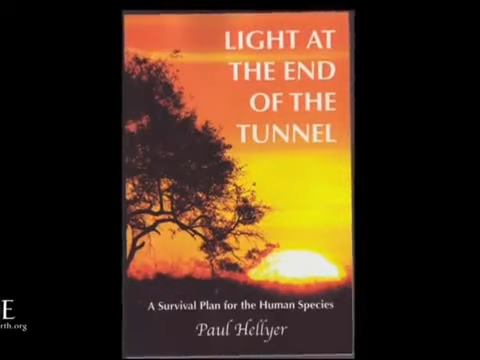 LIGHT AT
THE END
OF THE
TUNNEL
A Survival Plan for the Human Species
Paul Hellyer
E
rth.org